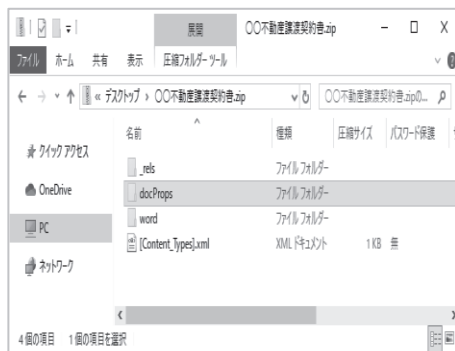 展開
〇〇不動産譲渡契約書.zip
ファイル ホーム 共有 表示 圧縮フォルダー ツール
« デスクトップ › 〇〇不動産譲渡契約書.zip
〇〇不動産譲渡契約書.zipの...
名前 種類 圧縮サイズ パスワード保護
クイック アクセス
OneDrive
PC
ネットワーク
_rels ファイル フォルダー
docProps ファイル フォルダー
word ファイル フォルダー
[Content_Types].xml XML ドキュメント 1 KB 無
4 個の項目 1 個の項目を選択